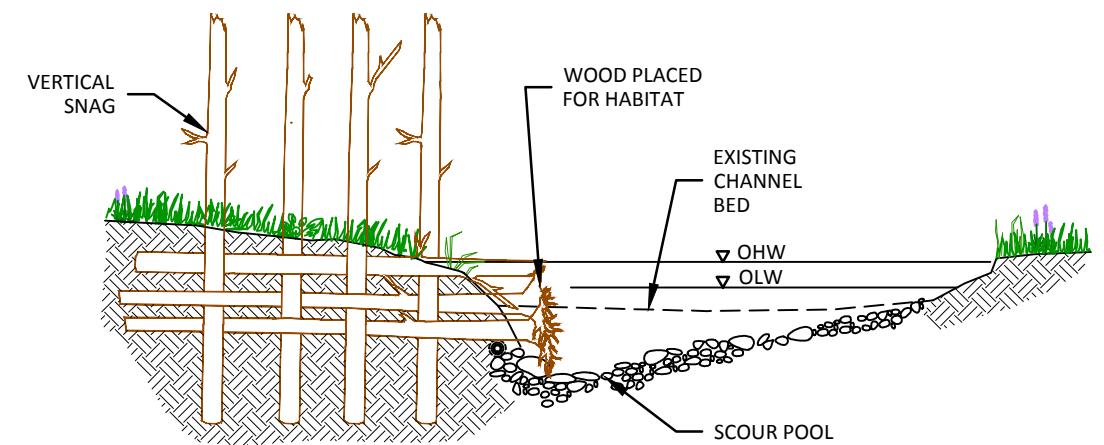 VERTICAL
SNAG
WOOD PLACED
FOR HABITAT
EXISTING
CHANNEL
BED
OHW
OLW
SCOUR POOL